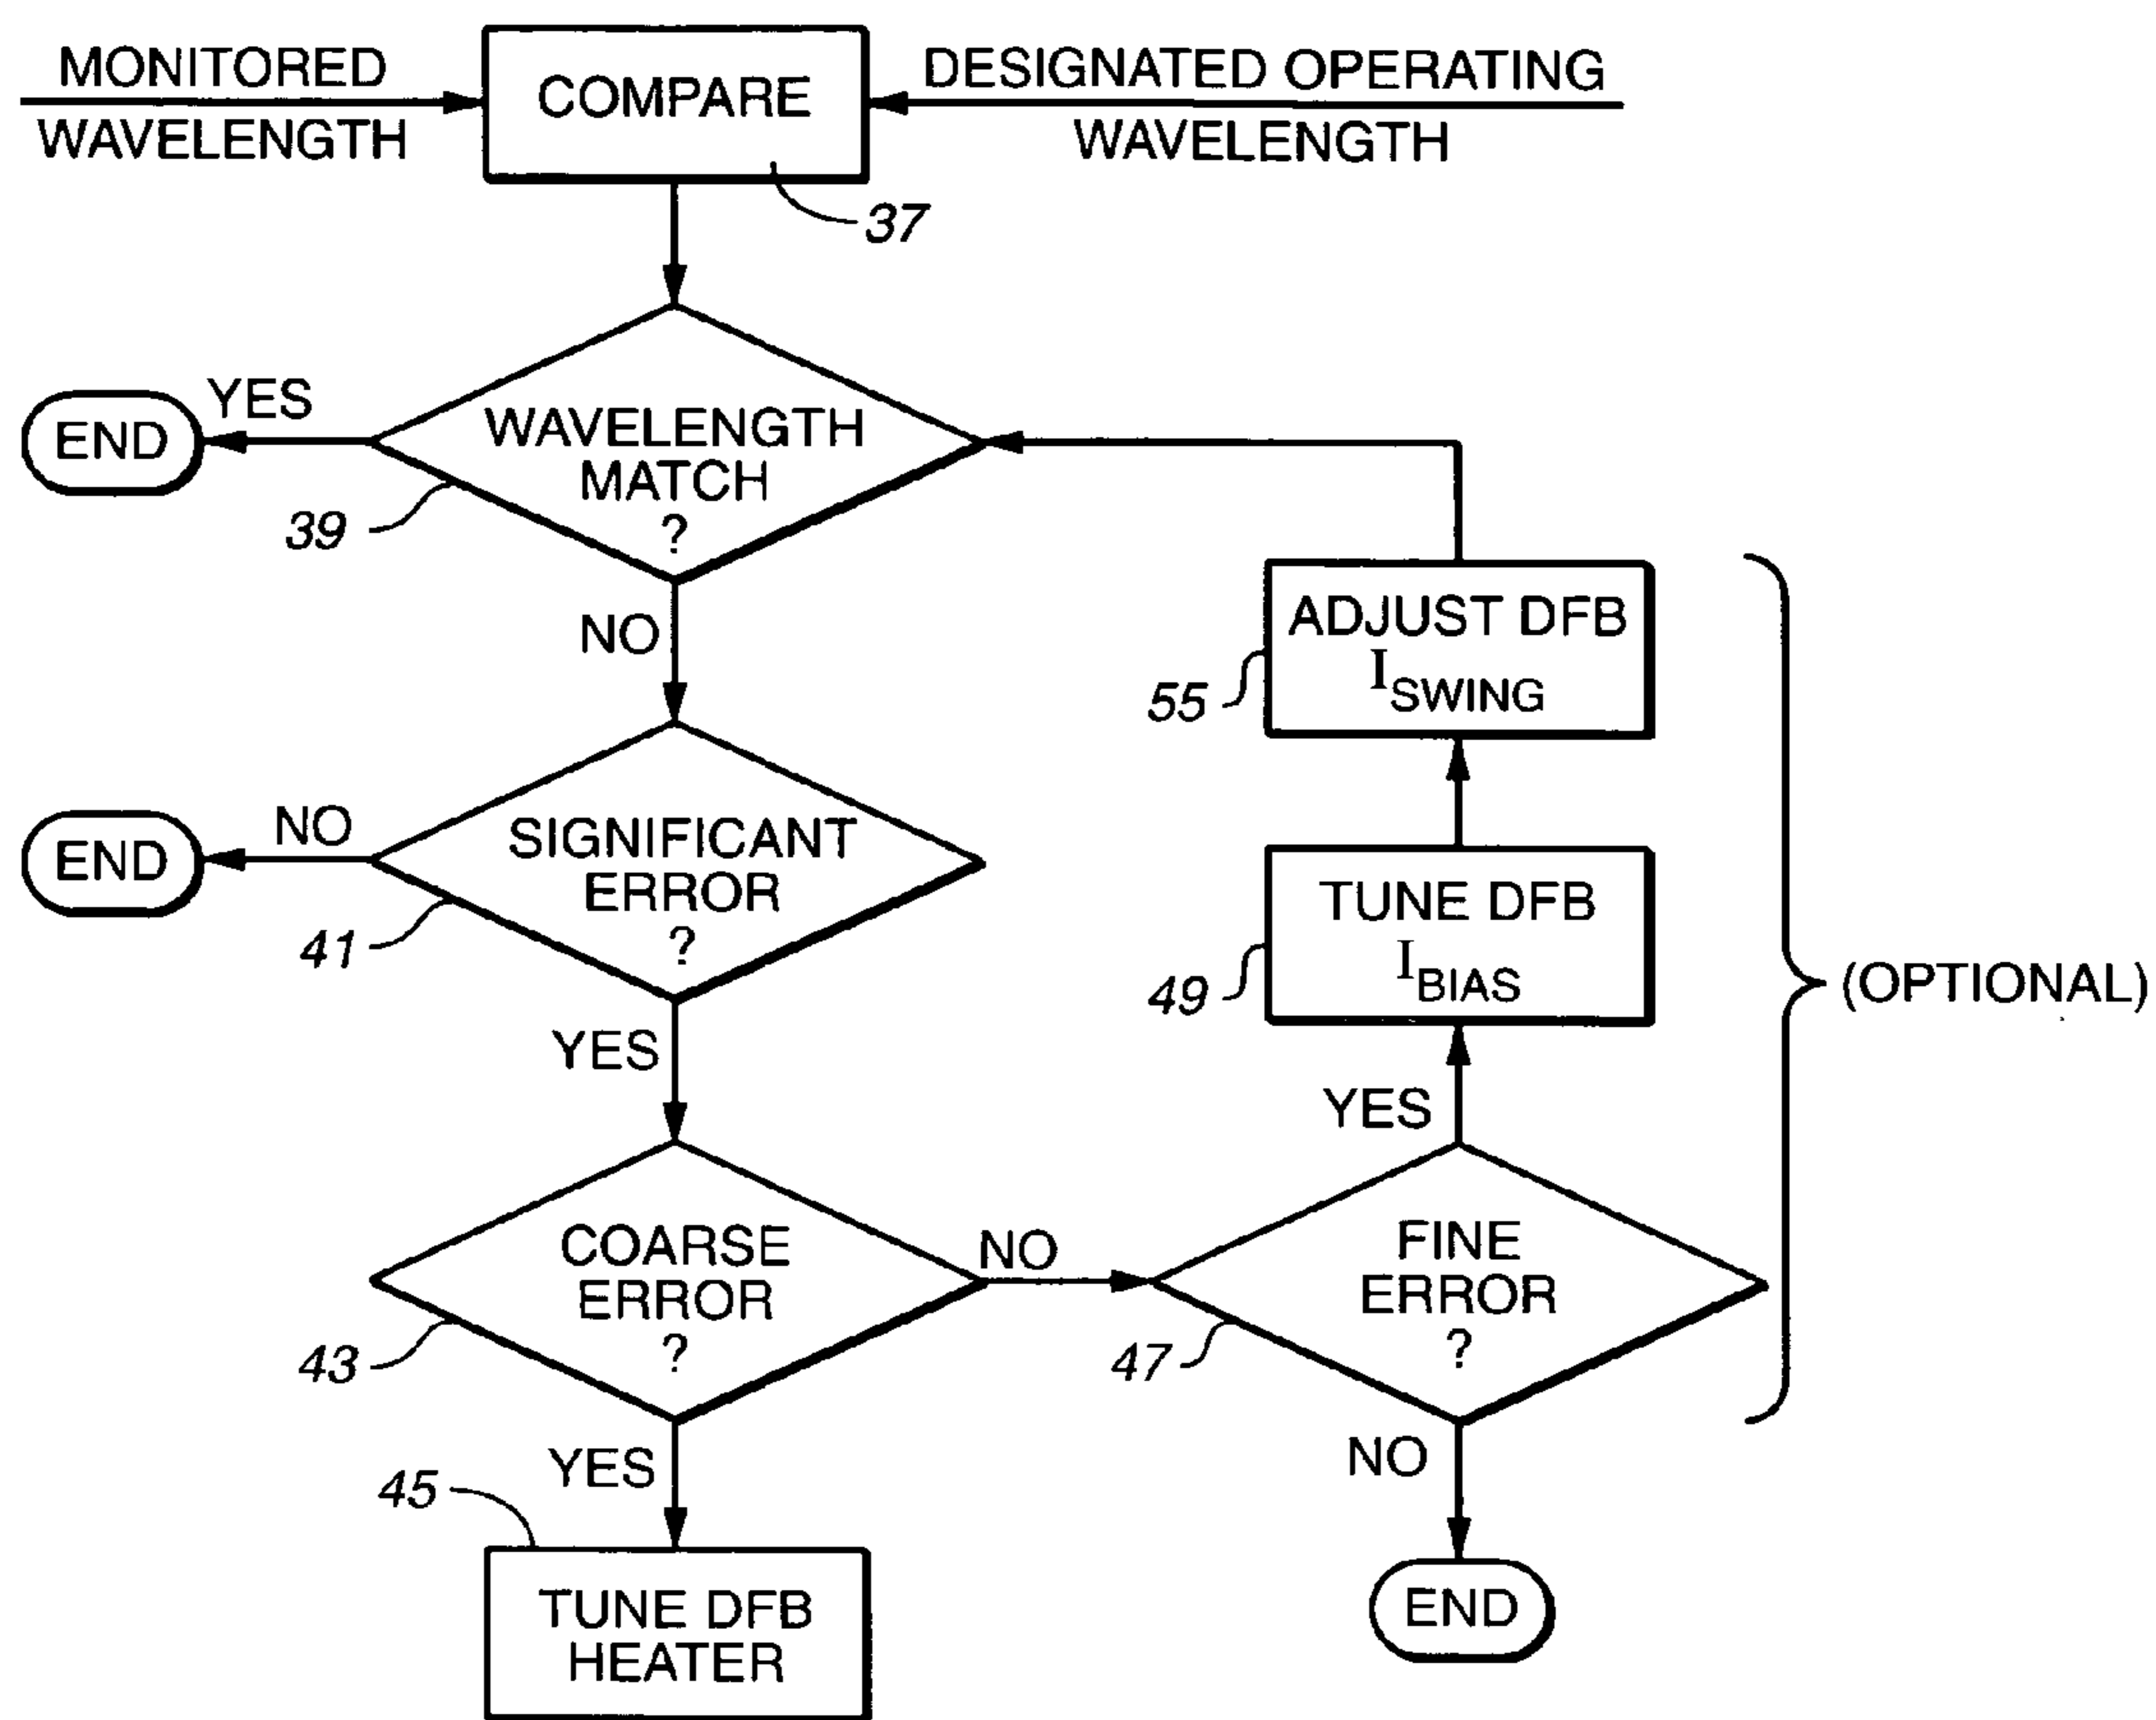 MONITORED
WAVELENGTH
COMPARE
DESIGNATED OPERATING
WAVELENGTH
37
YES
END
WAVELENGTH
MATCH
?
39
NO
ADJUST DFB
I SWING
55
NO
END
SIGNIFICANT
ERROR
?
41
TUNE DFB
I BIAS
49
(OPTIONAL)
YES
YES
COARSE
ERROR
?
43
NO
FINE
ERROR
?
47
YES
NO
45
TUNE DFB
HEATER
END